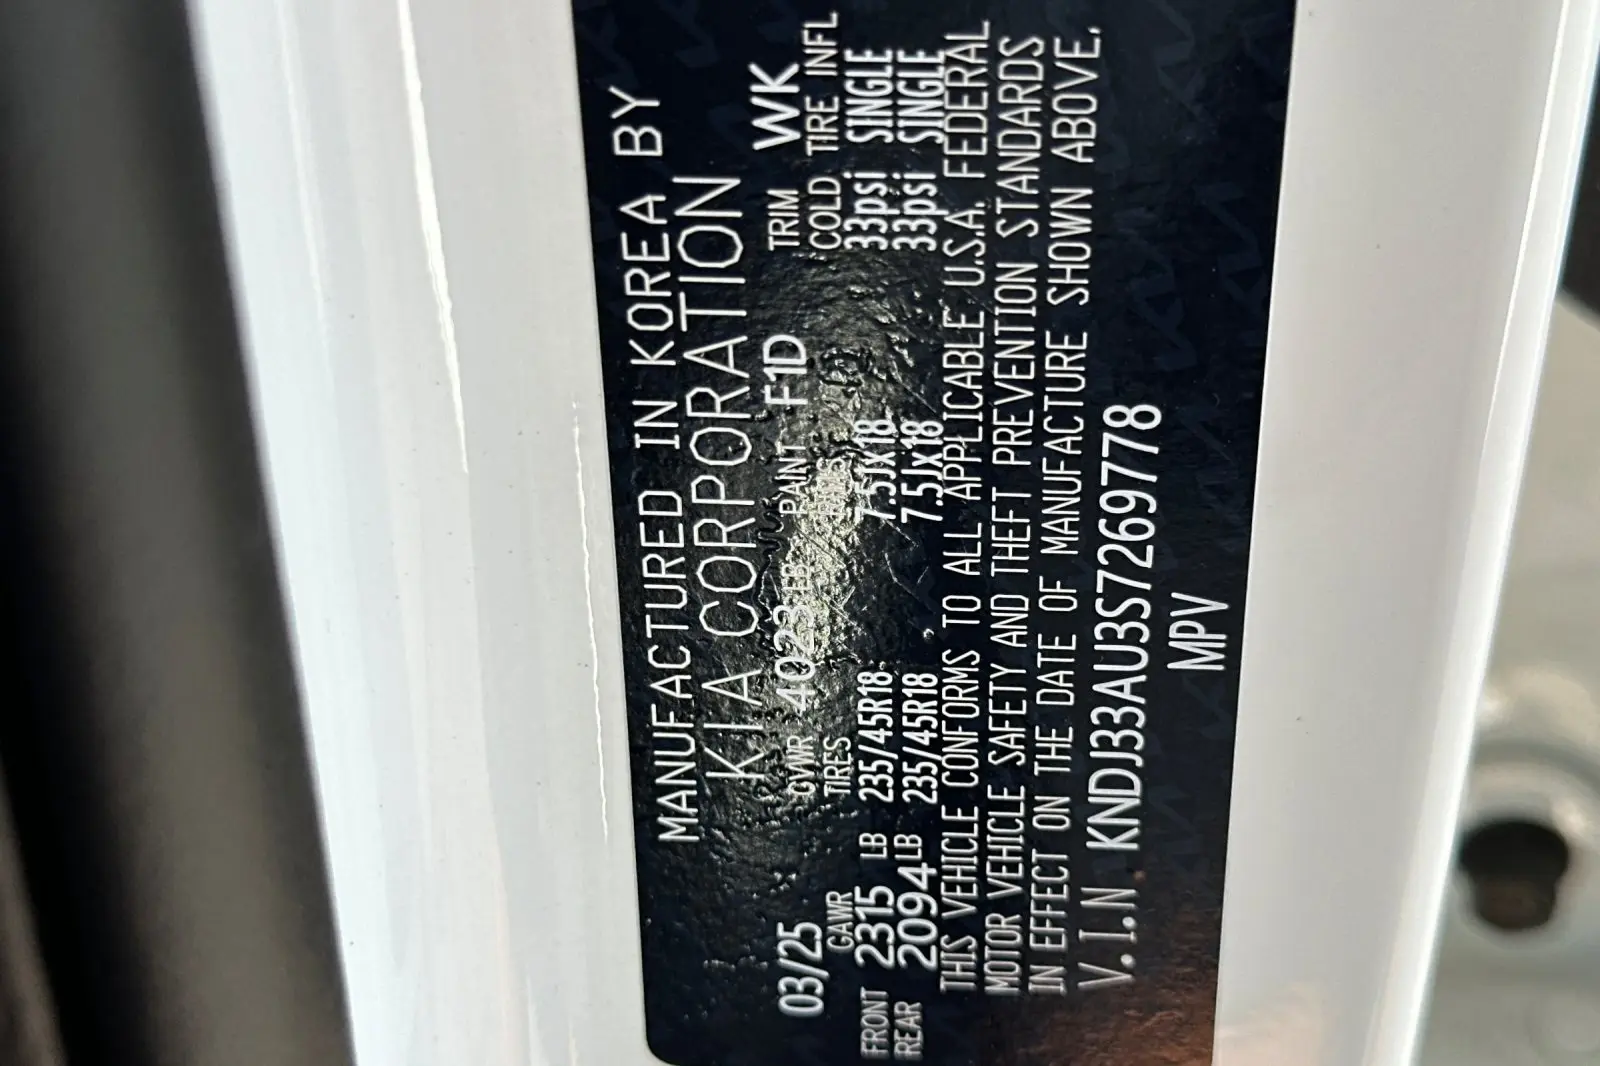 MANUFACTURED IN KOREA BY
KIA CORPORATION
03/25 GVWR 4023 LB PAINT F1D TRIM WK
GAWR TIRES RIMS COLD TIRE INFL
FRONT 2315 LB 235/45R18 7.5JX18 33psi SINGLE
REAR 2094 LB 235/45R18 7.5JX18 33psi SINGLE
THIS VEHICLE CONFORMS TO ALL APPLICABLE U.S.A. FEDERAL
MOTOR VEHICLE SAFETY AND THEFT PREVENTION STANDARDS
IN EFFECT ON THE DATE OF MANUFACTURE SHOWN ABOVE.
V.I.N KNDJ33AU3S7269778
MPV